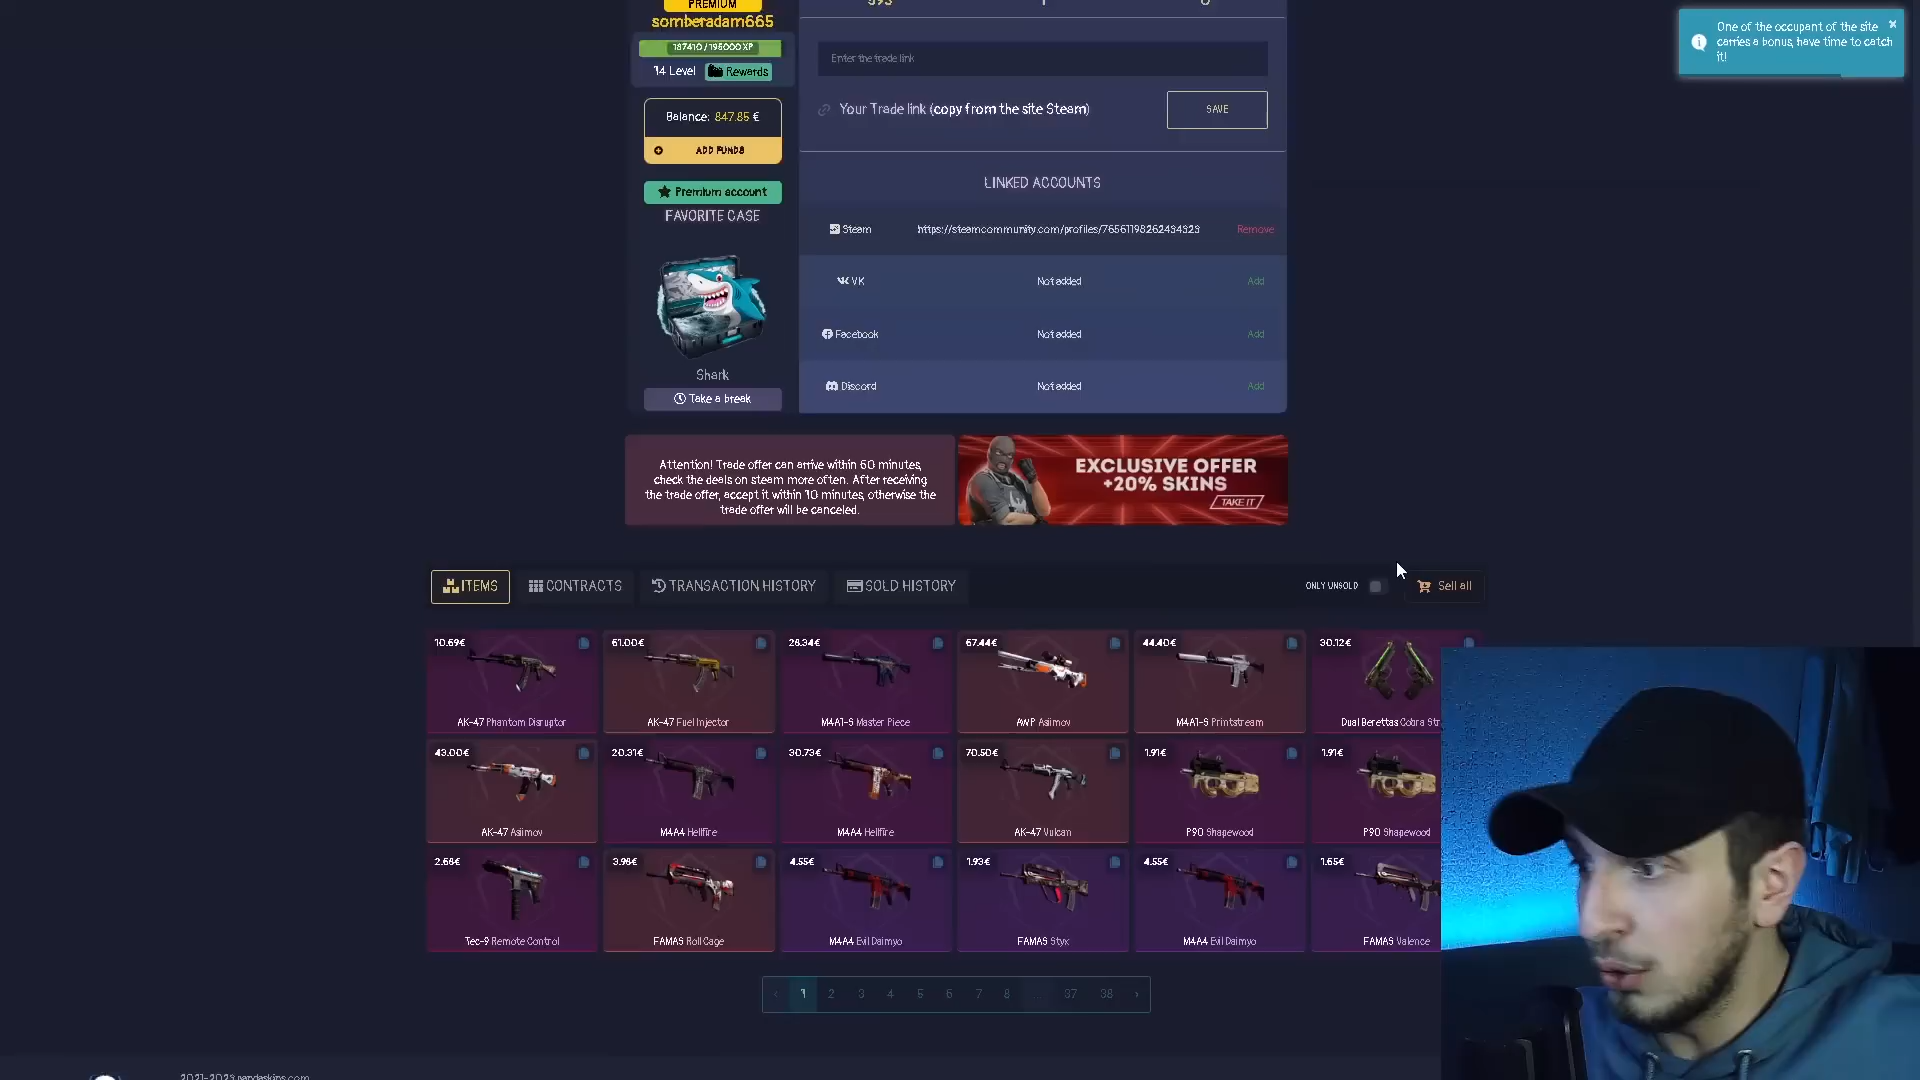 PREMIUM
593
somberadam665
187410 / 195000 XP
14 Level
Rewards
Balance: 847.85 €
ADD FUNDS
Premium account
FAVORITE CASE
Shark
Take a break
Enter the trade link
Your Trade link (copy from the site Steam)
SAVE
LINKED ACCOUNTS
Steam https://steamcommunity.com/profiles/76561198262434323 Remove
VK Not added Add
Facebook Not added Add
Discord Not added Add
One of the occupant of the site
carries a bonus, have time to catch
it!
×
Attention! Trade offer can arrive within 60 minutes,
check the deals on steam more often. After receiving
the trade offer, accept it within 10 minutes, otherwise the
trade offer will be canceled.
EXCLUSIVE OFFER
+20% SKINS
TAKE IT
ITEMS CONTRACTS TRANSACTION HISTORY SOLD HISTORY ONLY UNSOLD Sell all
10.69€ 61.00€ 26.34€ 67.44€ 44.40€ 30.12€
AK-47 Phantom Disruptor AK-47 Fuel Injector M4A1-S Master Piece AWP Asiimov M4A1-S Printstream Dual Berettas Cobra Str
43.00€ 20.31€ 30.73€ 70.50€ 1.91€ 1.91€
AK-47 Asiimov M4A4 Hellfire M4A4 Hellfire AK-47 Vulcan P90 Shapewood P90 Shapewood
2.66€ 3.96€ 4.55€ 1.93€ 4.55€ 1.65€
Tec-9 Remote Control FAMAS Roll Cage M4A4 Evil Daimyo FAMAS Styx M4A4 Evil Daimyo FAMAS Valence
‹ 1 2 3 4 5 6 7 8 ... 37 38 ›
2021-2023 pandaskins.com